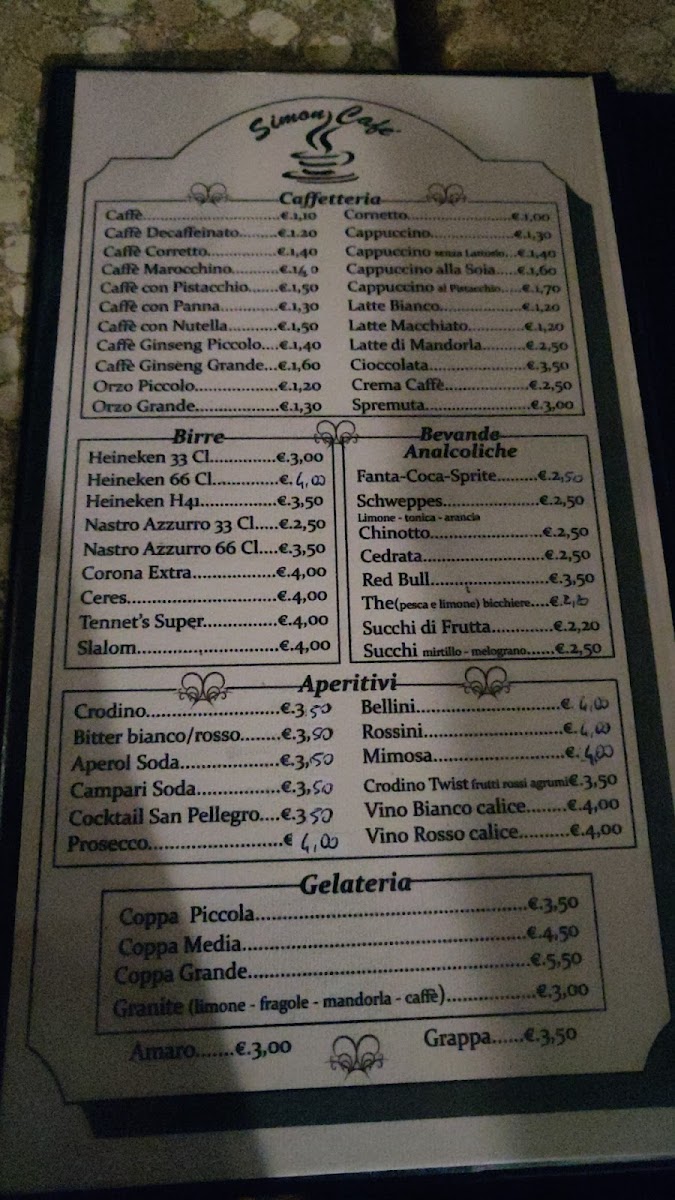 Simon Café
Caffetteria
Caffè...€.1,10
Caffè Decaffeinato...€.1.20
Caffè Corretto...€.1,40
Caffè Marocchino...€.1,40
Caffè con Pistacchio...€.1,50
Caffè con Panna...€.1,30
Caffè con Nutella...€.1,50
Caffè Ginseng Piccolo...€.1,40
Caffè Ginseng Grande...€.1,60
Orzo Piccolo...€.1,20
Orzo Grande...€.1,30
Cornetto...€.1,00
Cappuccino...€.1,30
Cappuccino senza Lattosio...€.1,40
Cappuccino alla Soia...€.1,60
Cappuccino al Pistacchio...€.1,70
Latte Bianco...€.1,20
Latte Macchiato...€.1,20
Latte di Mandorla...€.2,50
Cioccolata...€.3,50
Crema Caffè...€.2,50
Spremuta...€.3,00
Birre
Heineken 33 Cl...€.3,00
Heineken 66 Cl...€.4,00
Heineken H41...€.3,50
Nastro Azzurro 33 Cl...€.2,50
Nastro Azzurro 66 Cl...€.3,50
Corona Extra...€.4,00
Ceres...€.4,00
Tennet's Super...€.4,00
Slalom...€.4,00
Bevande
Analcoliche
Fanta-Coca-Sprite...€.2,50
Schweppes...€.2,50
Limone - tonica - arancia
Chinotto...€.2,50
Cedrata...€.2,50
Red Bull...€.3,50
The(pesca e limone) bicchiere...€.
Succhi di Frutta...€.2,20
Succhi mirtillo - melograno...€.2,50
Aperitivi
Crodino...€.3,50
Bitter bianco/rosso...€.3,50
Aperol Soda...€.3,50
Campari Soda...€.3,50
Cocktail San Pellegro...€.3,50
Prosecco...€ 4,00
Bellini...€. 4,00
Rossini...€. 4,00
Mimosa...€. 4,00
Crodino Twist frutti rossi agrumi€.3,50
Vino Bianco calice...€.4,00
Vino Rosso calice...€.4,00
Gelateria
Coppa Piccola...€.3,50
Coppa Media...€.4,50
Coppa Grande...€.5,50
Granite (limone - fragole - mandorla - caffè)...€.3,00
Amaro...€.3,00
Grappa...€.3,50